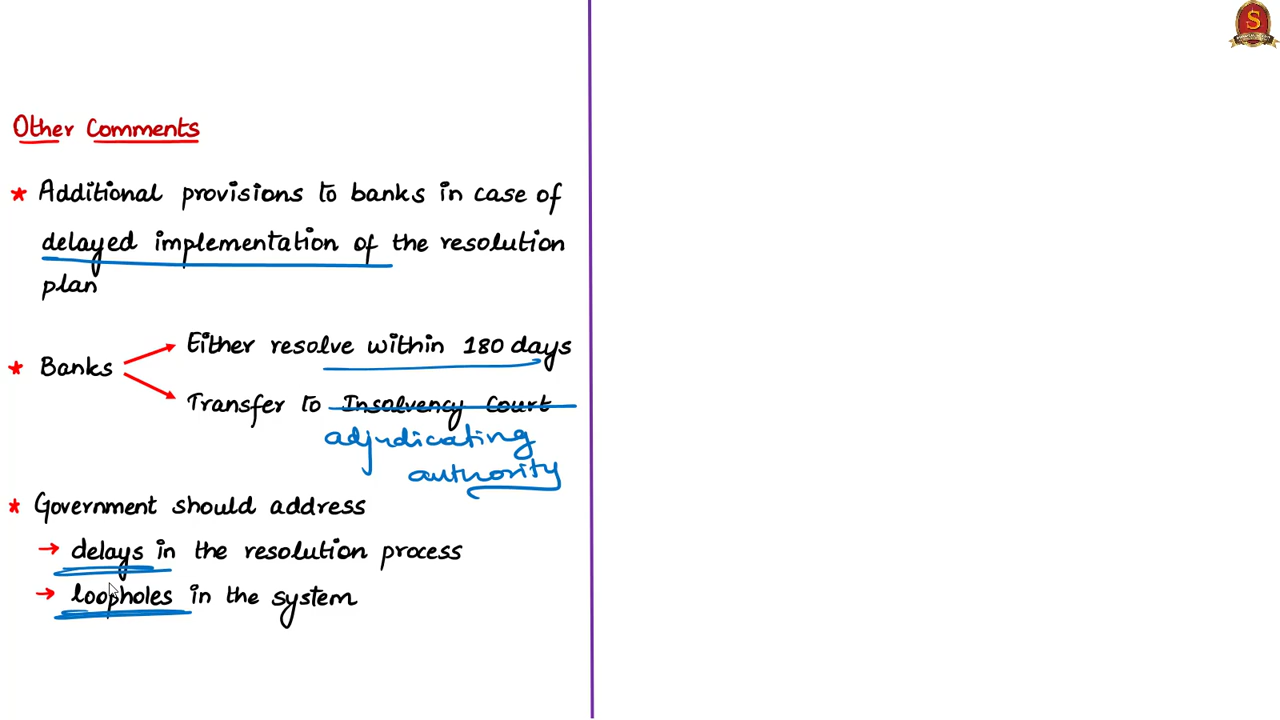 Other Comments
* Additional provisions to banks in case of
delayed implementation of the resolution
plan
* Banks
Either resolve within 180 days
Transfer to Insolvency Court
adjudicating
authority
* Government should address
→ delays in the resolution process
→ loopholes in the system
S